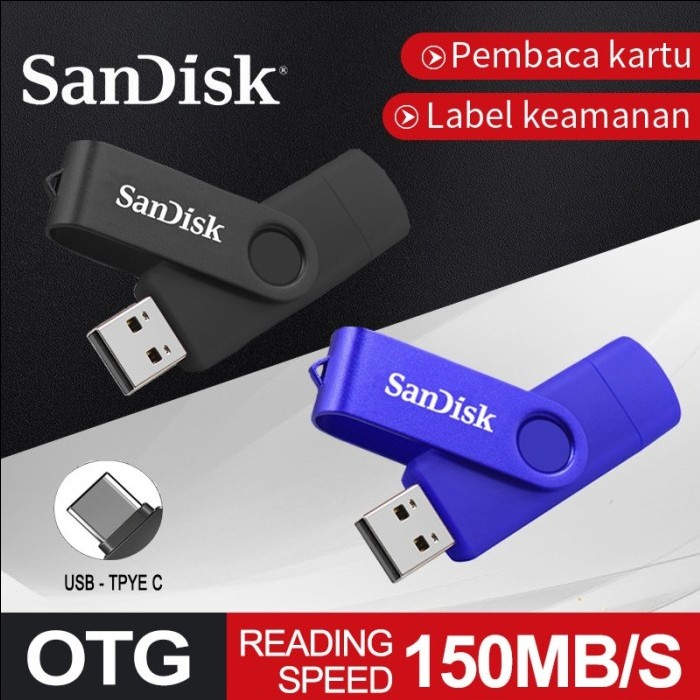 SanDisk®
Pembaca kartu
Label keamanan
SanDisk
SanDisk
USB - TPYE C
OTG
READING
SPEED
150MB/S